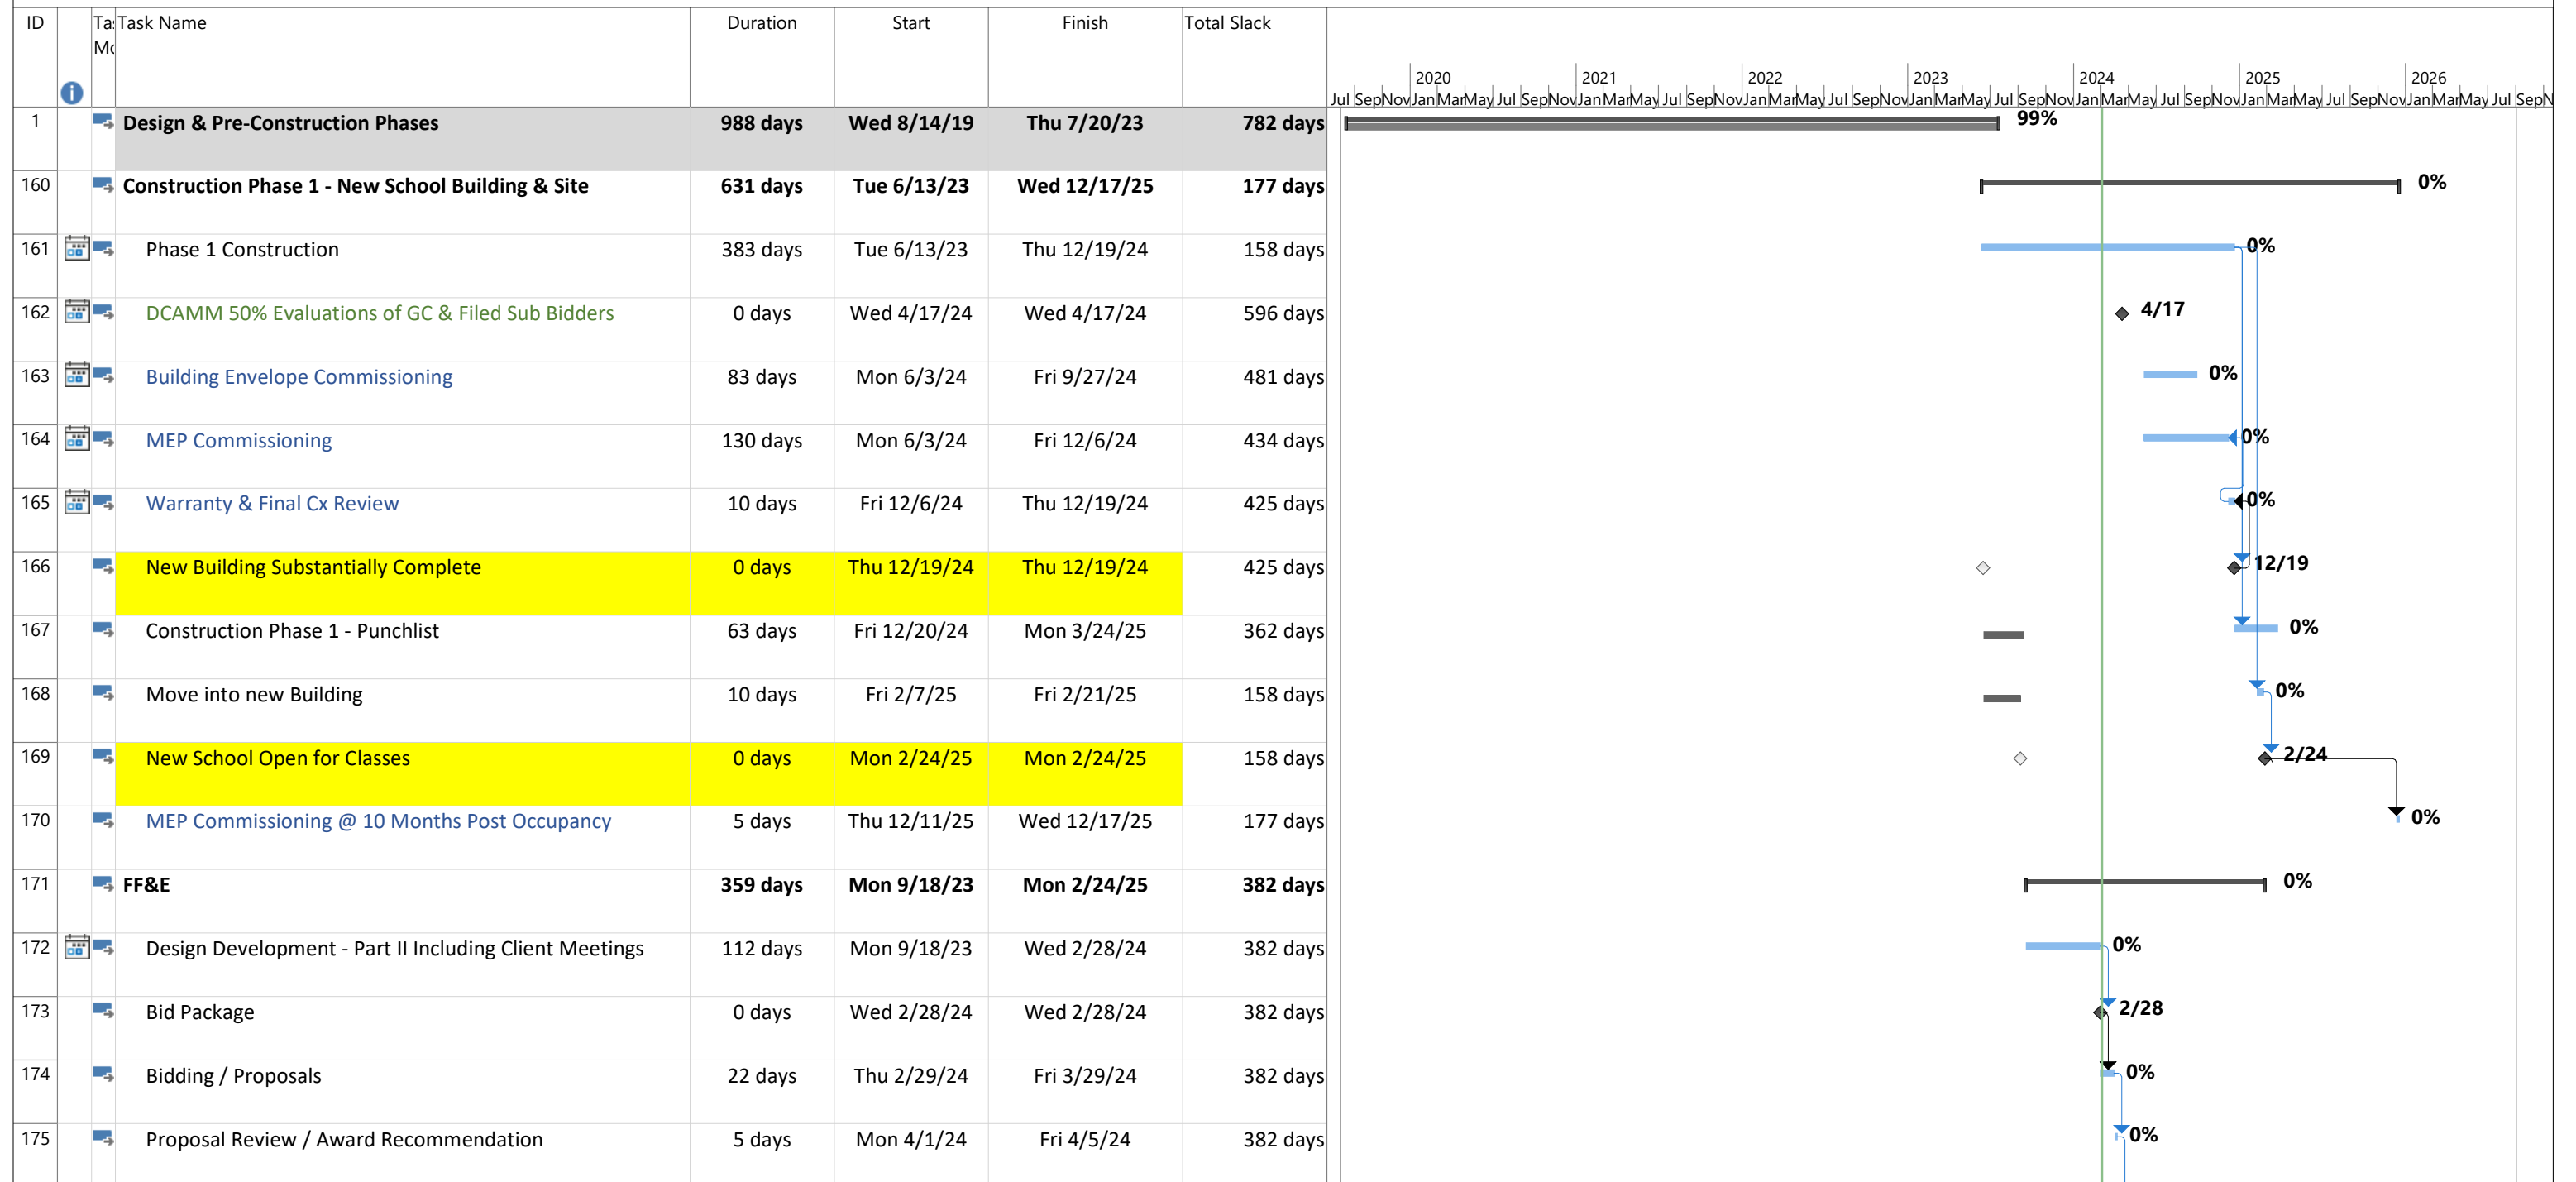 ID Tas Task Name Duration Start Finish Total Slack
Mo
2020 2021 2022 2023 2024 2025 2026
Jul Sep Nov Jan Mar May Jul Sep Nov Jan Mar May Jul Sep Nov Jan Mar May Jul Sep Nov Jan Mar May Jul Sep Nov Jan Mar May Jul Sep Nov Jan Mar May Jul Sep Nov Jan Mar May Jul Sep N
1 Design & Pre-Construction Phases 988 days Wed 8/14/19 Thu 7/20/23 782 days 99%
160 Construction Phase 1 - New School Building & Site 631 days Tue 6/13/23 Wed 12/17/25 177 days 0%
161 Phase 1 Construction 383 days Tue 6/13/23 Thu 12/19/24 158 days 0%
162 DCAMM 50% Evaluations of GC & Filed Sub Bidders 0 days Wed 4/17/24 Wed 4/17/24 596 days 4/17
163 Building Envelope Commissioning 83 days Mon 6/3/24 Fri 9/27/24 481 days 0%
164 MEP Commissioning 130 days Mon 6/3/24 Fri 12/6/24 434 days 0%
165 Warranty & Final Cx Review 10 days Fri 12/6/24 Thu 12/19/24 425 days 0%
166 New Building Substantially Complete 0 days Thu 12/19/24 Thu 12/19/24 425 days 12/19
167 Construction Phase 1 - Punchlist 63 days Fri 12/20/24 Mon 3/24/25 362 days 0%
168 Move into new Building 10 days Fri 2/7/25 Fri 2/21/25 158 days 0%
169 New School Open for Classes 0 days Mon 2/24/25 Mon 2/24/25 158 days 2/24
170 MEP Commissioning @ 10 Months Post Occupancy 5 days Thu 12/11/25 Wed 12/17/25 177 days 0%
171 FF&E 359 days Mon 9/18/23 Mon 2/24/25 382 days 0%
172 Design Development - Part II Including Client Meetings 112 days Mon 9/18/23 Wed 2/28/24 382 days 0%
173 Bid Package 0 days Wed 2/28/24 Wed 2/28/24 382 days 2/28
174 Bidding / Proposals 22 days Thu 2/29/24 Fri 3/29/24 382 days 0%
175 Proposal Review / Award Recommendation 5 days Mon 4/1/24 Fri 4/5/24 382 days 0%